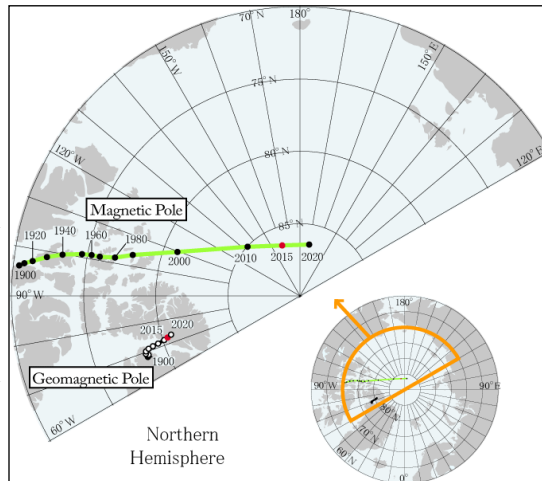 180°
70° N
150° W
150° E
75° N
120° W
120° E
80° N
Magnetic Pole
85° N
1920
1940
1960
1980
2000
2010
2015
2020
1900
90° W
2015
2020
1900
Geomagnetic Pole
60° W
Northern
Hemisphere
180°
90° W
90° E
80° N
70° N
60° N
0°